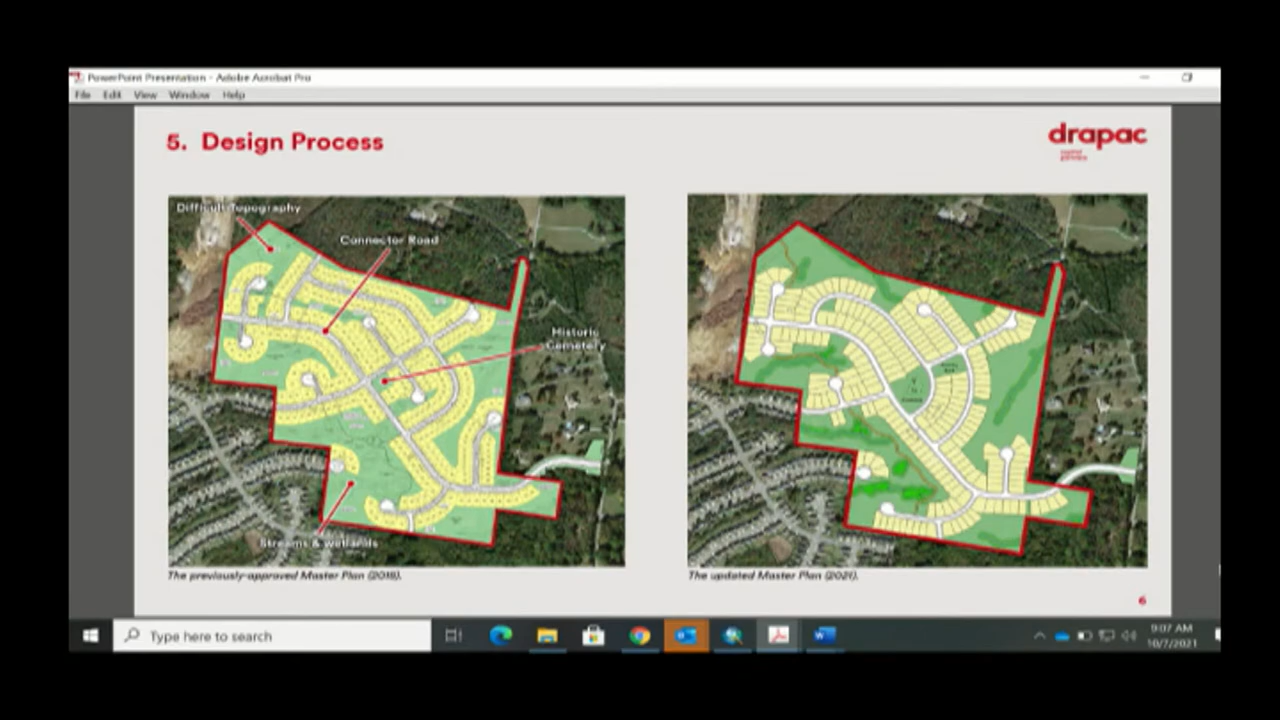 PowerPoint Presentation - Adobe Acrobat Pro
File Edit View Window Help
5. Design Process
drapac
capital
partners
Difficult Topography
Connector Road
Historic
Cemetery
Streams & wetlands
The previously-approved Master Plan (2018).
The updated Master Plan (2021).
6
Type here to search
9:07 AM
10/7/2021